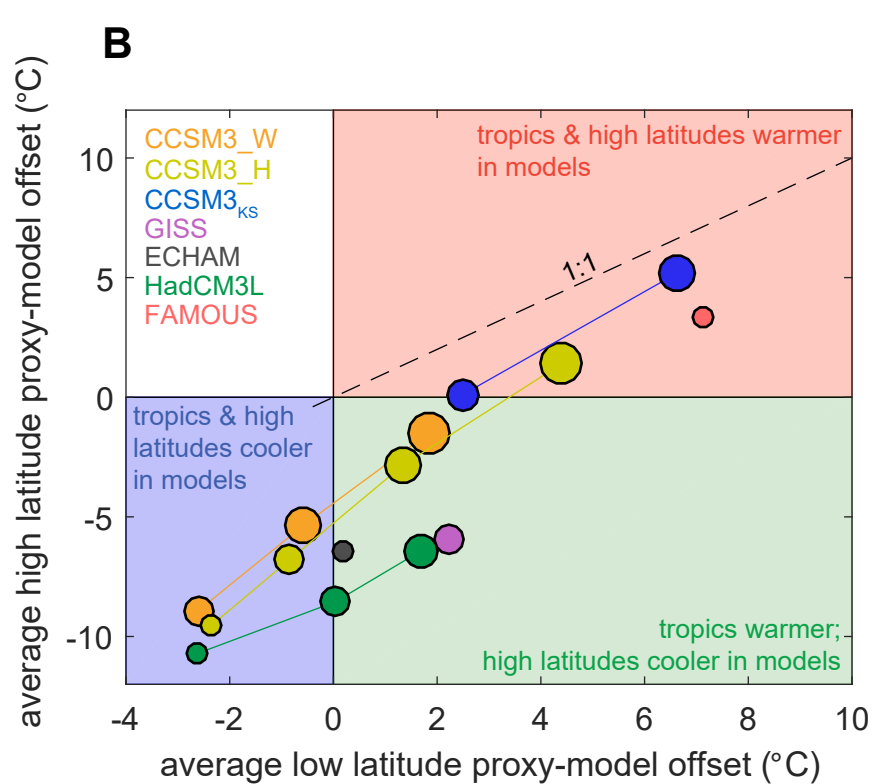 B
average high latitude proxy-model offset (°C)
CCSM3_W
CCSM3_H
CCSM3KS
GISS
ECHAM
HadCM3L
FAMOUS
tropics & high latitudes warmer
in models
1:1
tropics & high
latitudes cooler
in models
tropics warmer;
high latitudes cooler in models
10
5
0
-5
-10
-4 -2 0 2 4 6 8 10
average low latitude proxy-model offset (°C)